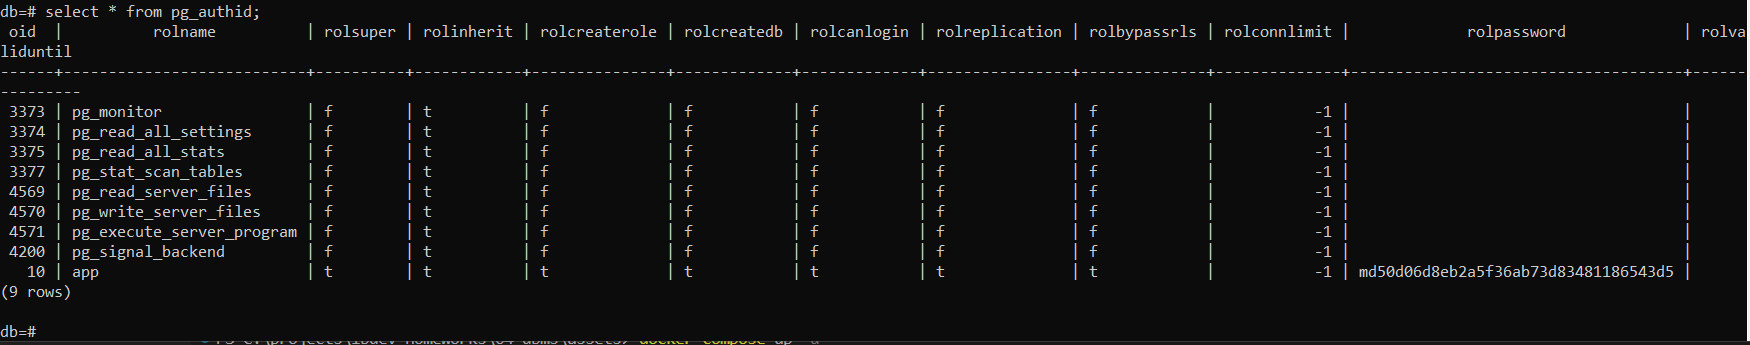 db=# select * from pg_authid;
 oid  |          rolname          | rolsuper | rolinherit | rolcreaterole | rolcreatedb | rolcanlogin | rolreplication | rolbypassrls | rolconnlimit |             rolpassword             | rolva
liduntil
------+---------------------------+----------+------------+---------------+-------------+-------------+----------------+--------------+--------------+-------------------------------------+------
---------
 3373 | pg_monitor                | f        | t          | f             | f           | f           | f              | f            |           -1 |                                     |
 3374 | pg_read_all_settings      | f        | t          | f             | f           | f           | f              | f            |           -1 |                                     |
 3375 | pg_read_all_stats         | f        | t          | f             | f           | f           | f              | f            |           -1 |                                     |
 3377 | pg_stat_scan_tables       | f        | t          | f             | f           | f           | f              | f            |           -1 |                                     |
 4569 | pg_read_server_files      | f        | t          | f             | f           | f           | f              | f            |           -1 |                                     |
 4570 | pg_write_server_files     | f        | t          | f             | f           | f           | f              | f            |           -1 |                                     |
 4571 | pg_execute_server_program | f        | t          | f             | f           | f           | f              | f            |           -1 |                                     |
 4200 | pg_signal_backend         | f        | t          | f             | f           | f           | f              | f            |           -1 |                                     |
   10 | app                       | t        | t          | t             | t           | t           | t              | t            |           -1 | md50d06d8eb2a5f36ab73d83481186543d5 |
(9 rows)

db=#